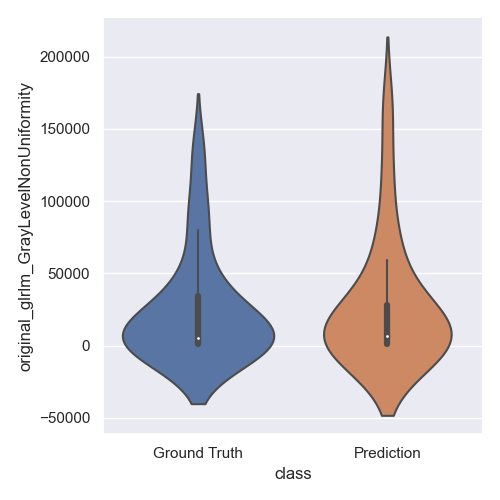 original_glrlm_GrayLevelNonUniformity
200000
150000
100000
50000
0
−50000
Ground Truth
Prediction
class